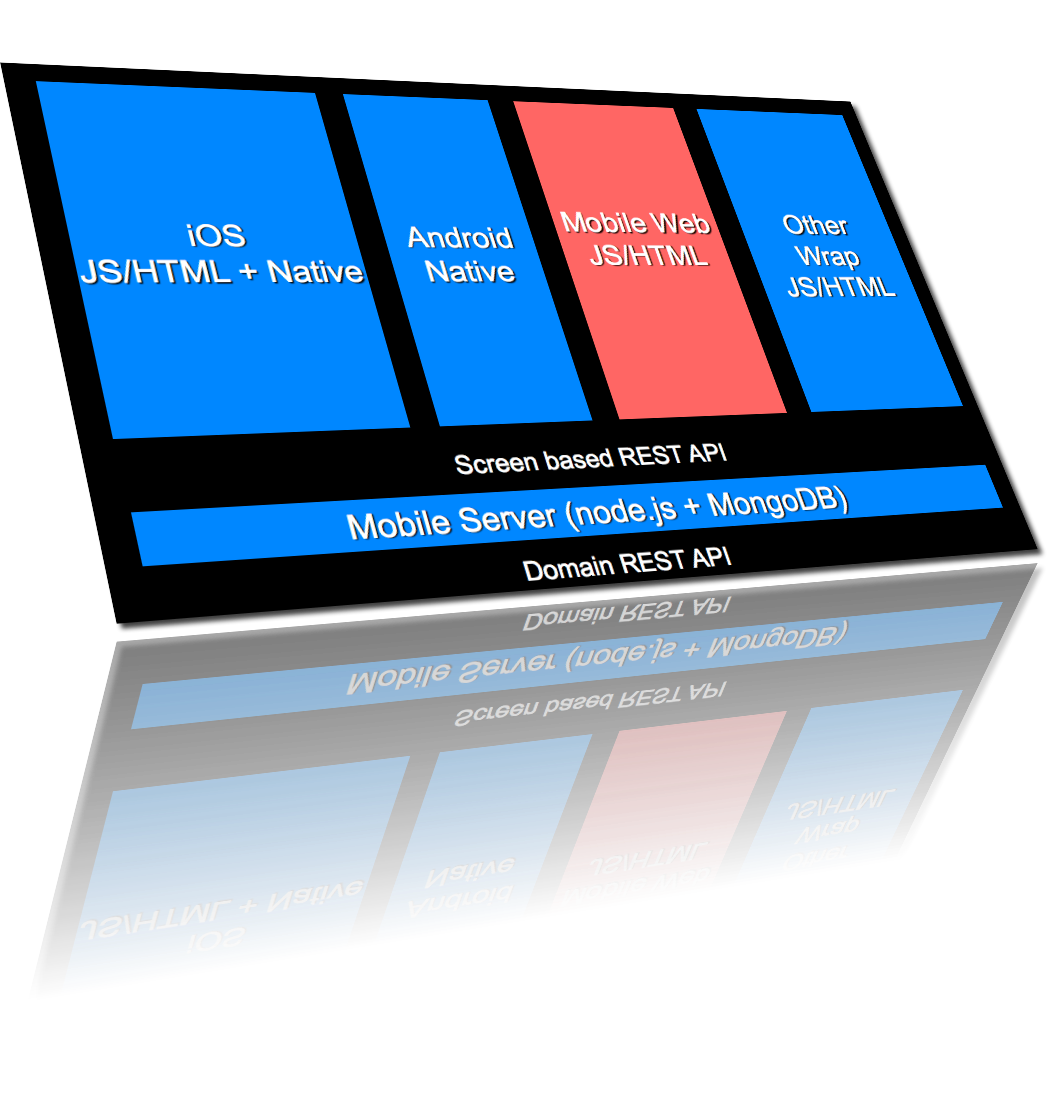 iOS
JS/HTML + Native
Android
Native
Mobile Web
JS/HTML
Other
Wrap
JS/HTML
Screen based REST API
Mobile Server (node.js + MongoDB)
Domain REST API